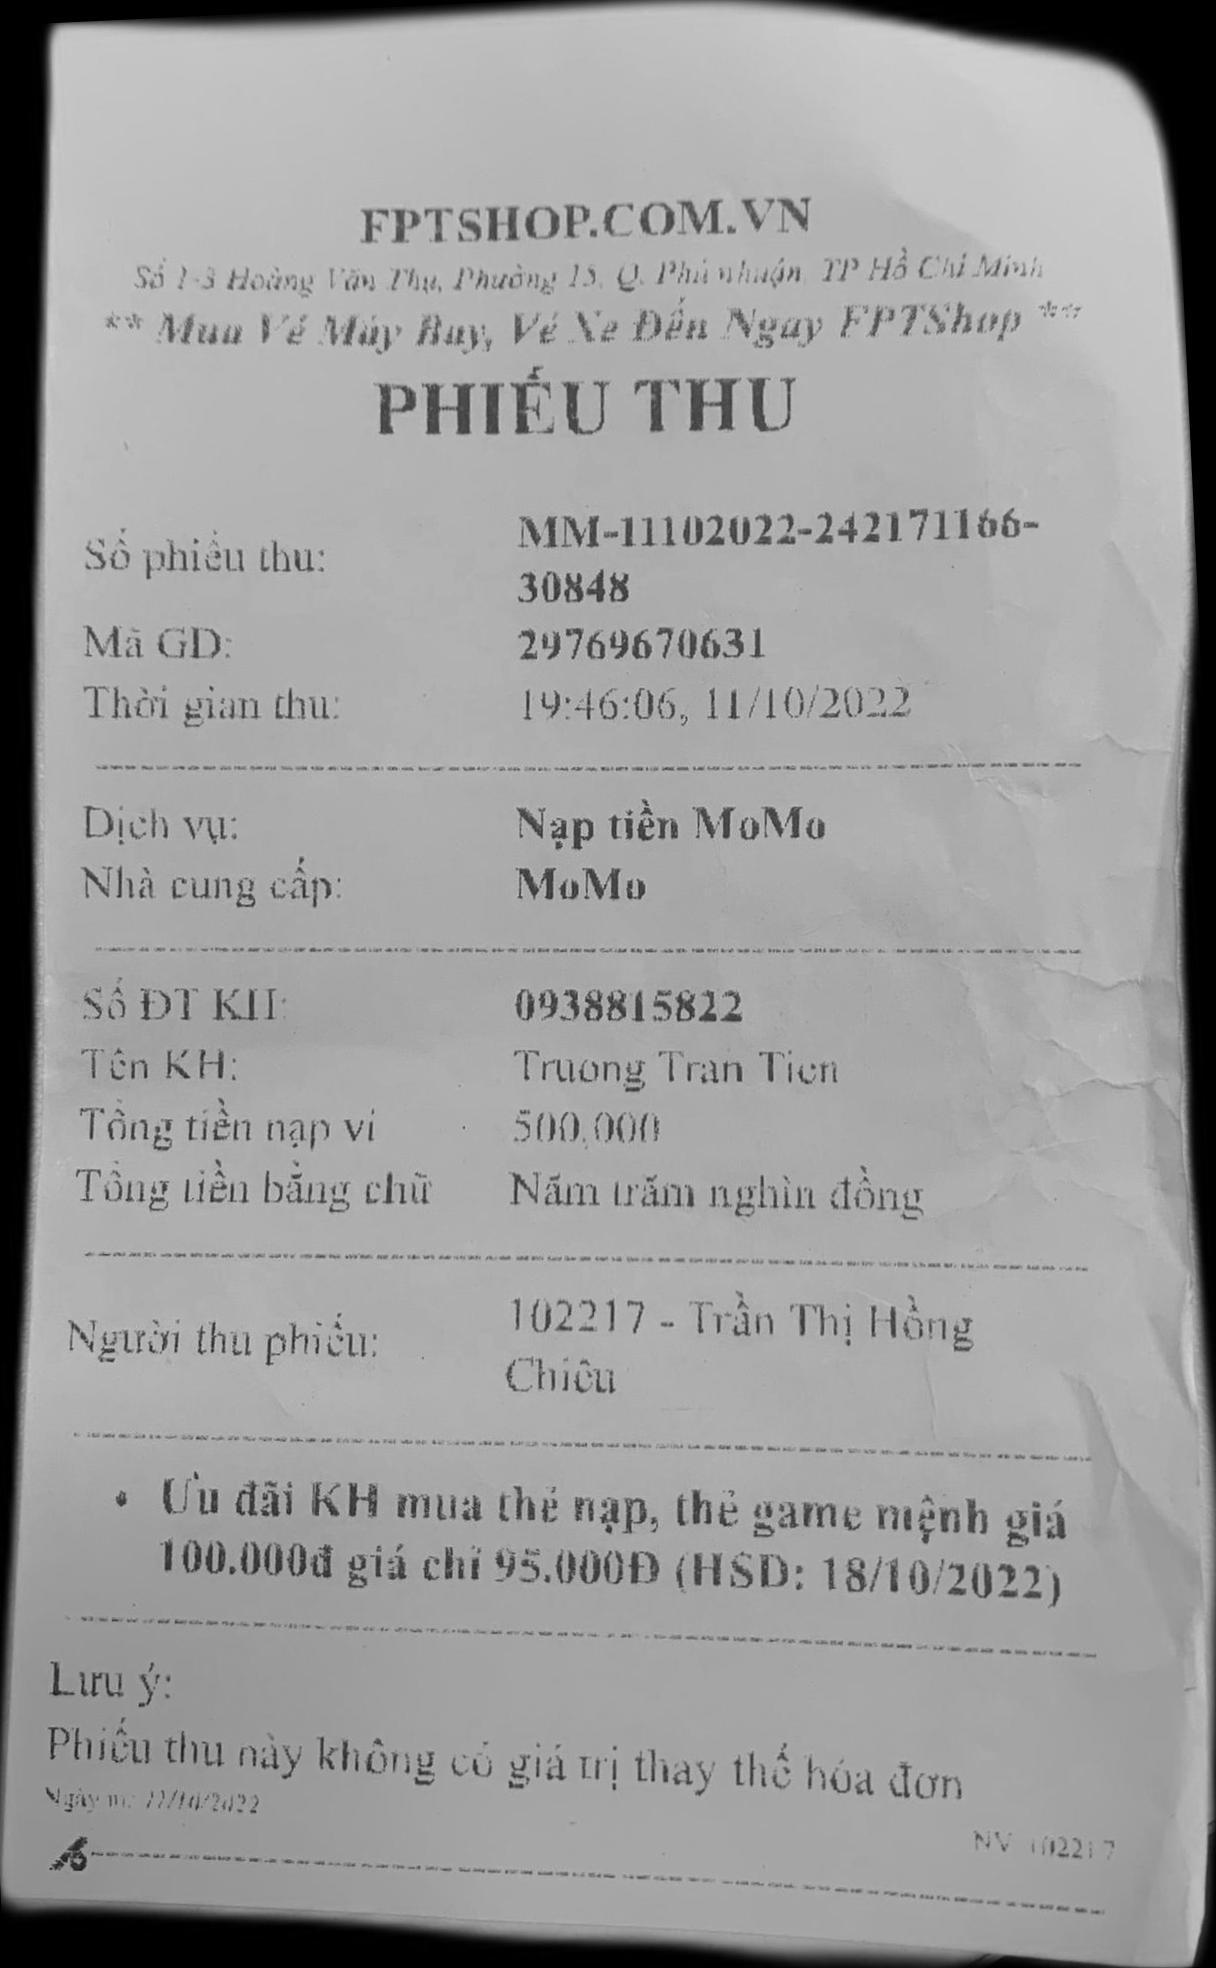 FPTSHOP.COM.VN
Số 1-3 Hoàng Văn Thụ, Phường 15, Q. Phú nhuận, TP Hồ Chí Minh
** Mua Vé Máy Bay, Vé Xe Đến Ngay FPTShop **
PHIẾU THU
Số phiếu thu: MM-11102022-242171166-
30848
Mã GD: 29769670631
Thời gian thu: 19:46:06, 11/10/2022
Dịch vụ: Nạp tiền MoMo
Nhà cung cấp: MoMo
Số ĐT KH: 0938815822
Tên KH: Truong Tran Tien
Tổng tiền nạp ví 500,000
Tổng tiền bằng chữ Năm trăm nghìn đồng
Người thu phiếu: 102217 - Trần Thị Hồng
Chiêu
• Ưu đãi KH mua thẻ nạp, thẻ game mệnh giá
100.000đ giá chỉ 95.000Đ (HSD: 18/10/2022)
Lưu ý:
Phiếu thu này không có giá trị thay thế hóa đơn
Ngày in: 11/10/2022
NV 102217